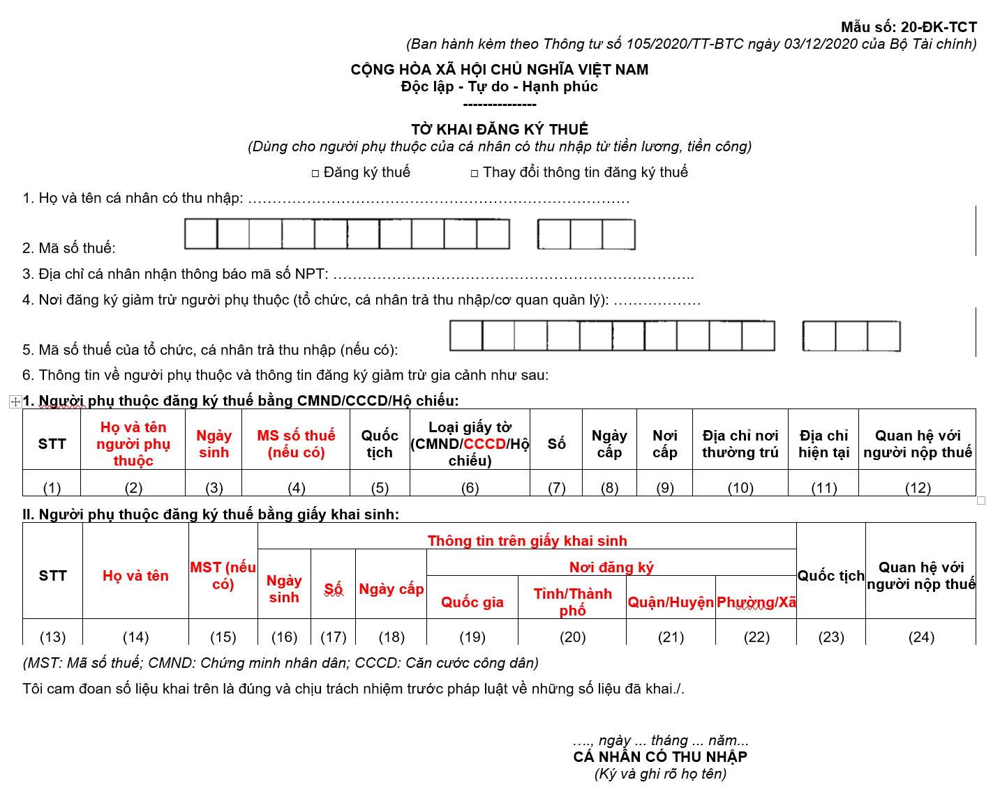 Mẫu số: 20-ĐK-TCT
(Ban hành kèm theo Thông tư số 105/2020/TT-BTC ngày 03/12/2020 của Bộ Tài chính)
CỘNG HÒA XÃ HỘI CHỦ NGHĨA VIỆT NAM
Độc lập - Tự do - Hạnh phúc
---------------
TỜ KHAI ĐĂNG KÝ THUẾ
(Dùng cho người phụ thuộc của cá nhân có thu nhập từ tiền lương, tiền công)
□ Đăng ký thuế □ Thay đổi thông tin đăng ký thuế
1. Họ và tên cá nhân có thu nhập: ……………………………………………………………………
2. Mã số thuế:
3. Địa chỉ cá nhân nhận thông báo mã số NPT: ………………………………………………………………..
4. Nơi đăng ký giảm trừ người phụ thuộc (tổ chức, cá nhân trả thu nhập/cơ quan quản lý): ………………
5. Mã số thuế của tổ chức, cá nhân trả thu nhập (nếu có):
6. Thông tin về người phụ thuộc và thông tin đăng ký giảm trừ gia cảnh như sau:
1. Người phụ thuộc đăng ký thuế bằng CMND/CCCD/Hộ chiếu:
STT
Họ và tên
người phụ
thuộc
Ngày
sinh
MS số thuế
(nếu có)
Quốc
tịch
Loại giấy tờ
(CMND/CCCD/Hộ
chiếu)
Số
Ngày
cấp
Nơi
cấp
Địa chỉ nơi
thường trú
Địa chỉ
hiện tại
Quan hệ với
người nộp thuế
(1) (2) (3) (4) (5) (6) (7) (8) (9) (10) (11) (12)
II. Người phụ thuộc đăng ký thuế bằng giấy khai sinh:
STT
Họ và tên
MST (nếu
có)
Thông tin trên giấy khai sinh
Ngày
sinh
Số
Ngày cấp
Nơi đăng ký
Quốc gia
Tỉnh/Thành
phố
Quận/Huyện
Phường/Xã
Quốc tịch
Quan hệ với
người nộp thuế
(13) (14) (15) (16) (17) (18) (19) (20) (21) (22) (23) (24)
(MST: Mã số thuế; CMND: Chứng minh nhân dân; CCCD: Căn cước công dân)
Tôi cam đoan số liệu khai trên là đúng và chịu trách nhiệm trước pháp luật về những số liệu đã khai./.
…., ngày ... tháng ... năm...
CÁ NHÂN CÓ THU NHẬP
(Ký và ghi rõ họ tên)